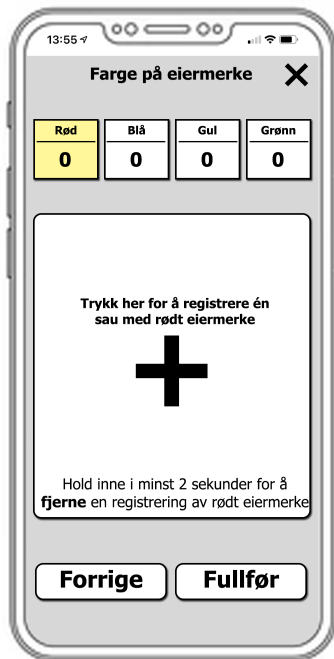 13:55
Farge på eiermerke
Rød Blå Gul Grønn
0 0 0 0
Trykk her for å registrere én
sau med rødt eiermerke
Hold inne i minst 2 sekunder for å
fjerne en registrering av rødt eiermerke
Forrige Fullfør